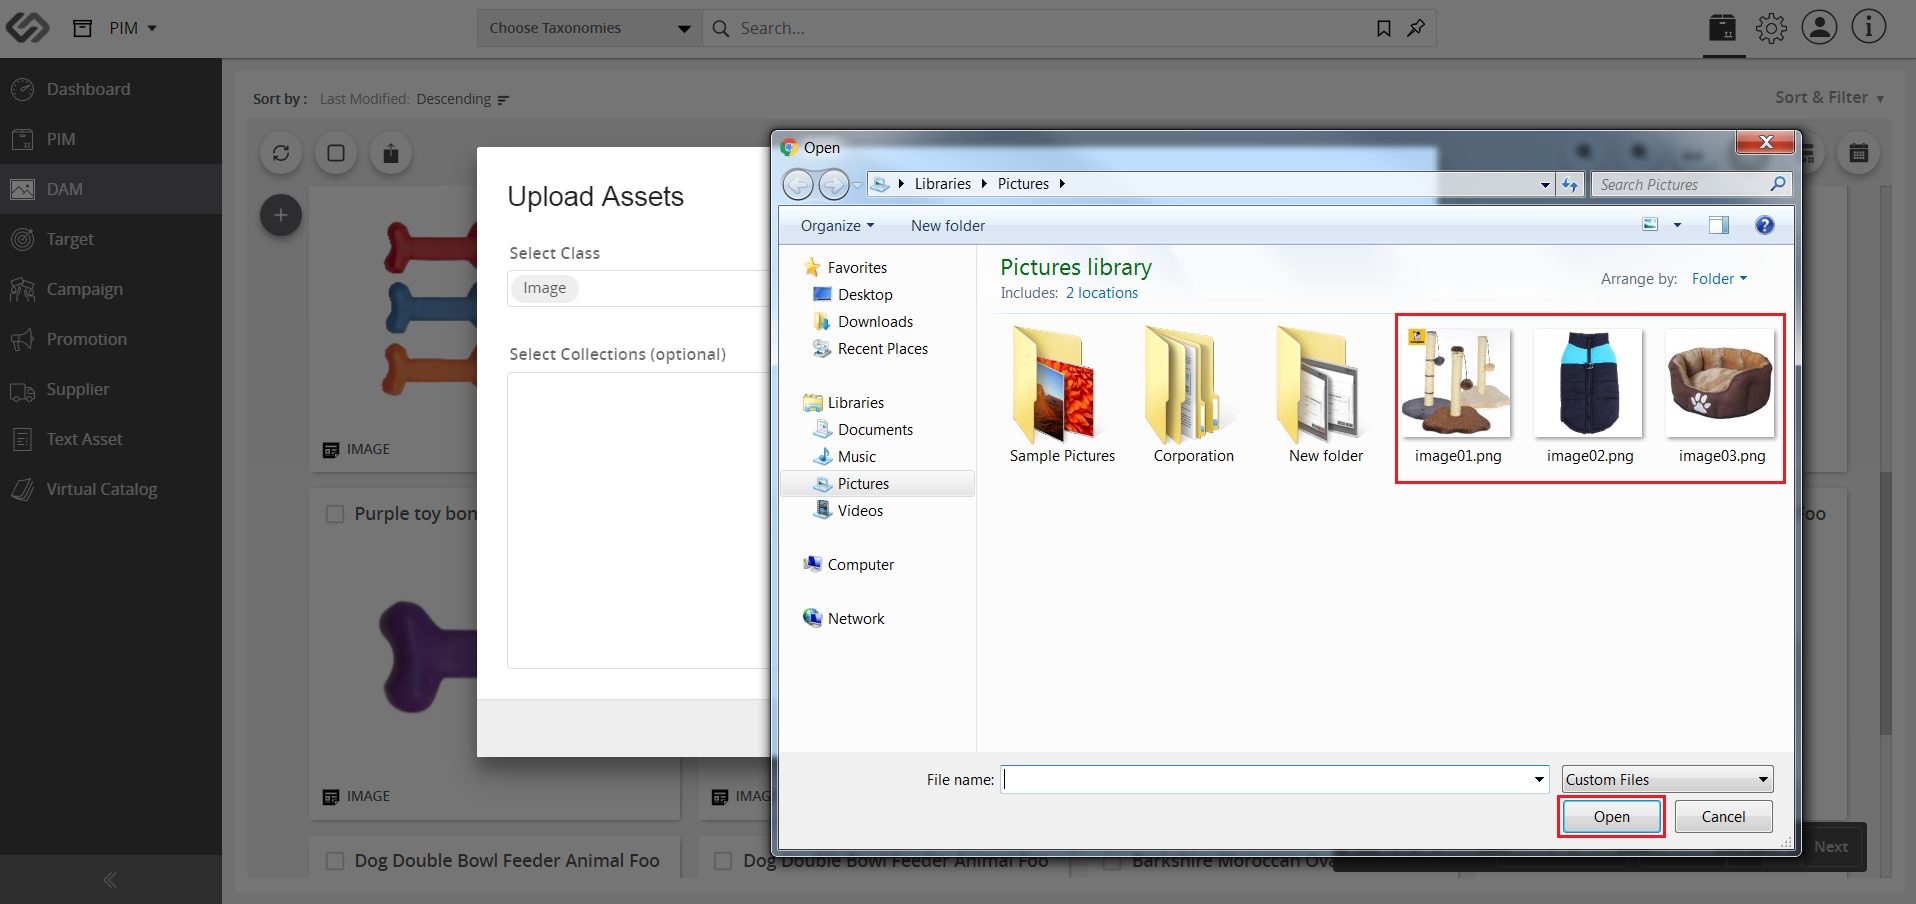 PIM
Choose Taxonomies
Search...
Dashboard
PIM
DAM
Target
Campaign
Promotion
Supplier
Text Asset
Virtual Catalog
Sort by : Last Modified: Descending
Sort & Filter
IMAGE
Purple toy bon
oo
IMAGE
IMAG
Dog Double Bowl Feeder Animal Foo
Dog Double Bowl Feeder Animal Foo
Barkshire Moroccan Ova
Next
Upload Assets
Select Class
Image
Select Collections (optional)
Open
Libraries
Pictures
Search Pictures
Organize
New folder
Favorites
Desktop
Downloads
Recent Places
Libraries
Documents
Music
Pictures
Videos
Computer
Network
Pictures library
Includes: 2 locations
Arrange by: Folder
Sample Pictures
Corporation
New folder
image01.png
image02.png
image03.png
File name:
Custom Files
Open
Cancel